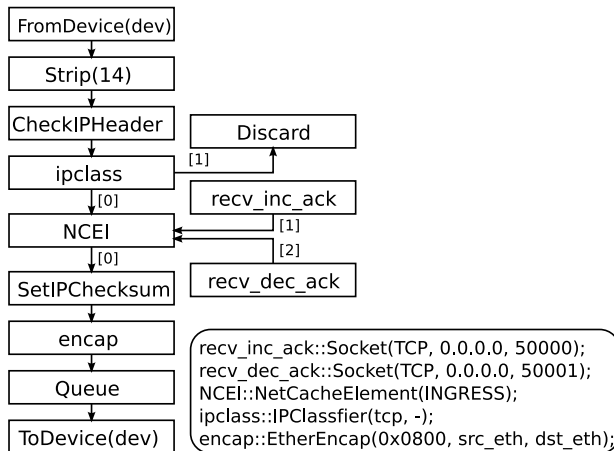 FromDevice(dev)
Strip(14)
CheckIPHeader
Discard
[1]
ipclass
[0]
recv_inc_ack
[1]
NCEI
[0]
[2]
recv_dec_ack
SetIPChecksum
encap
Queue
ToDevice(dev)
recv_inc_ack::Socket(TCP, 0.0.0.0, 50000);
recv_dec_ack::Socket(TCP, 0.0.0.0, 50001);
NCEI::NetCacheElement(INGRESS);
ipclass::IPClassfier(tcp, -);
encap::EtherEncap(0x0800, src_eth, dst_eth);